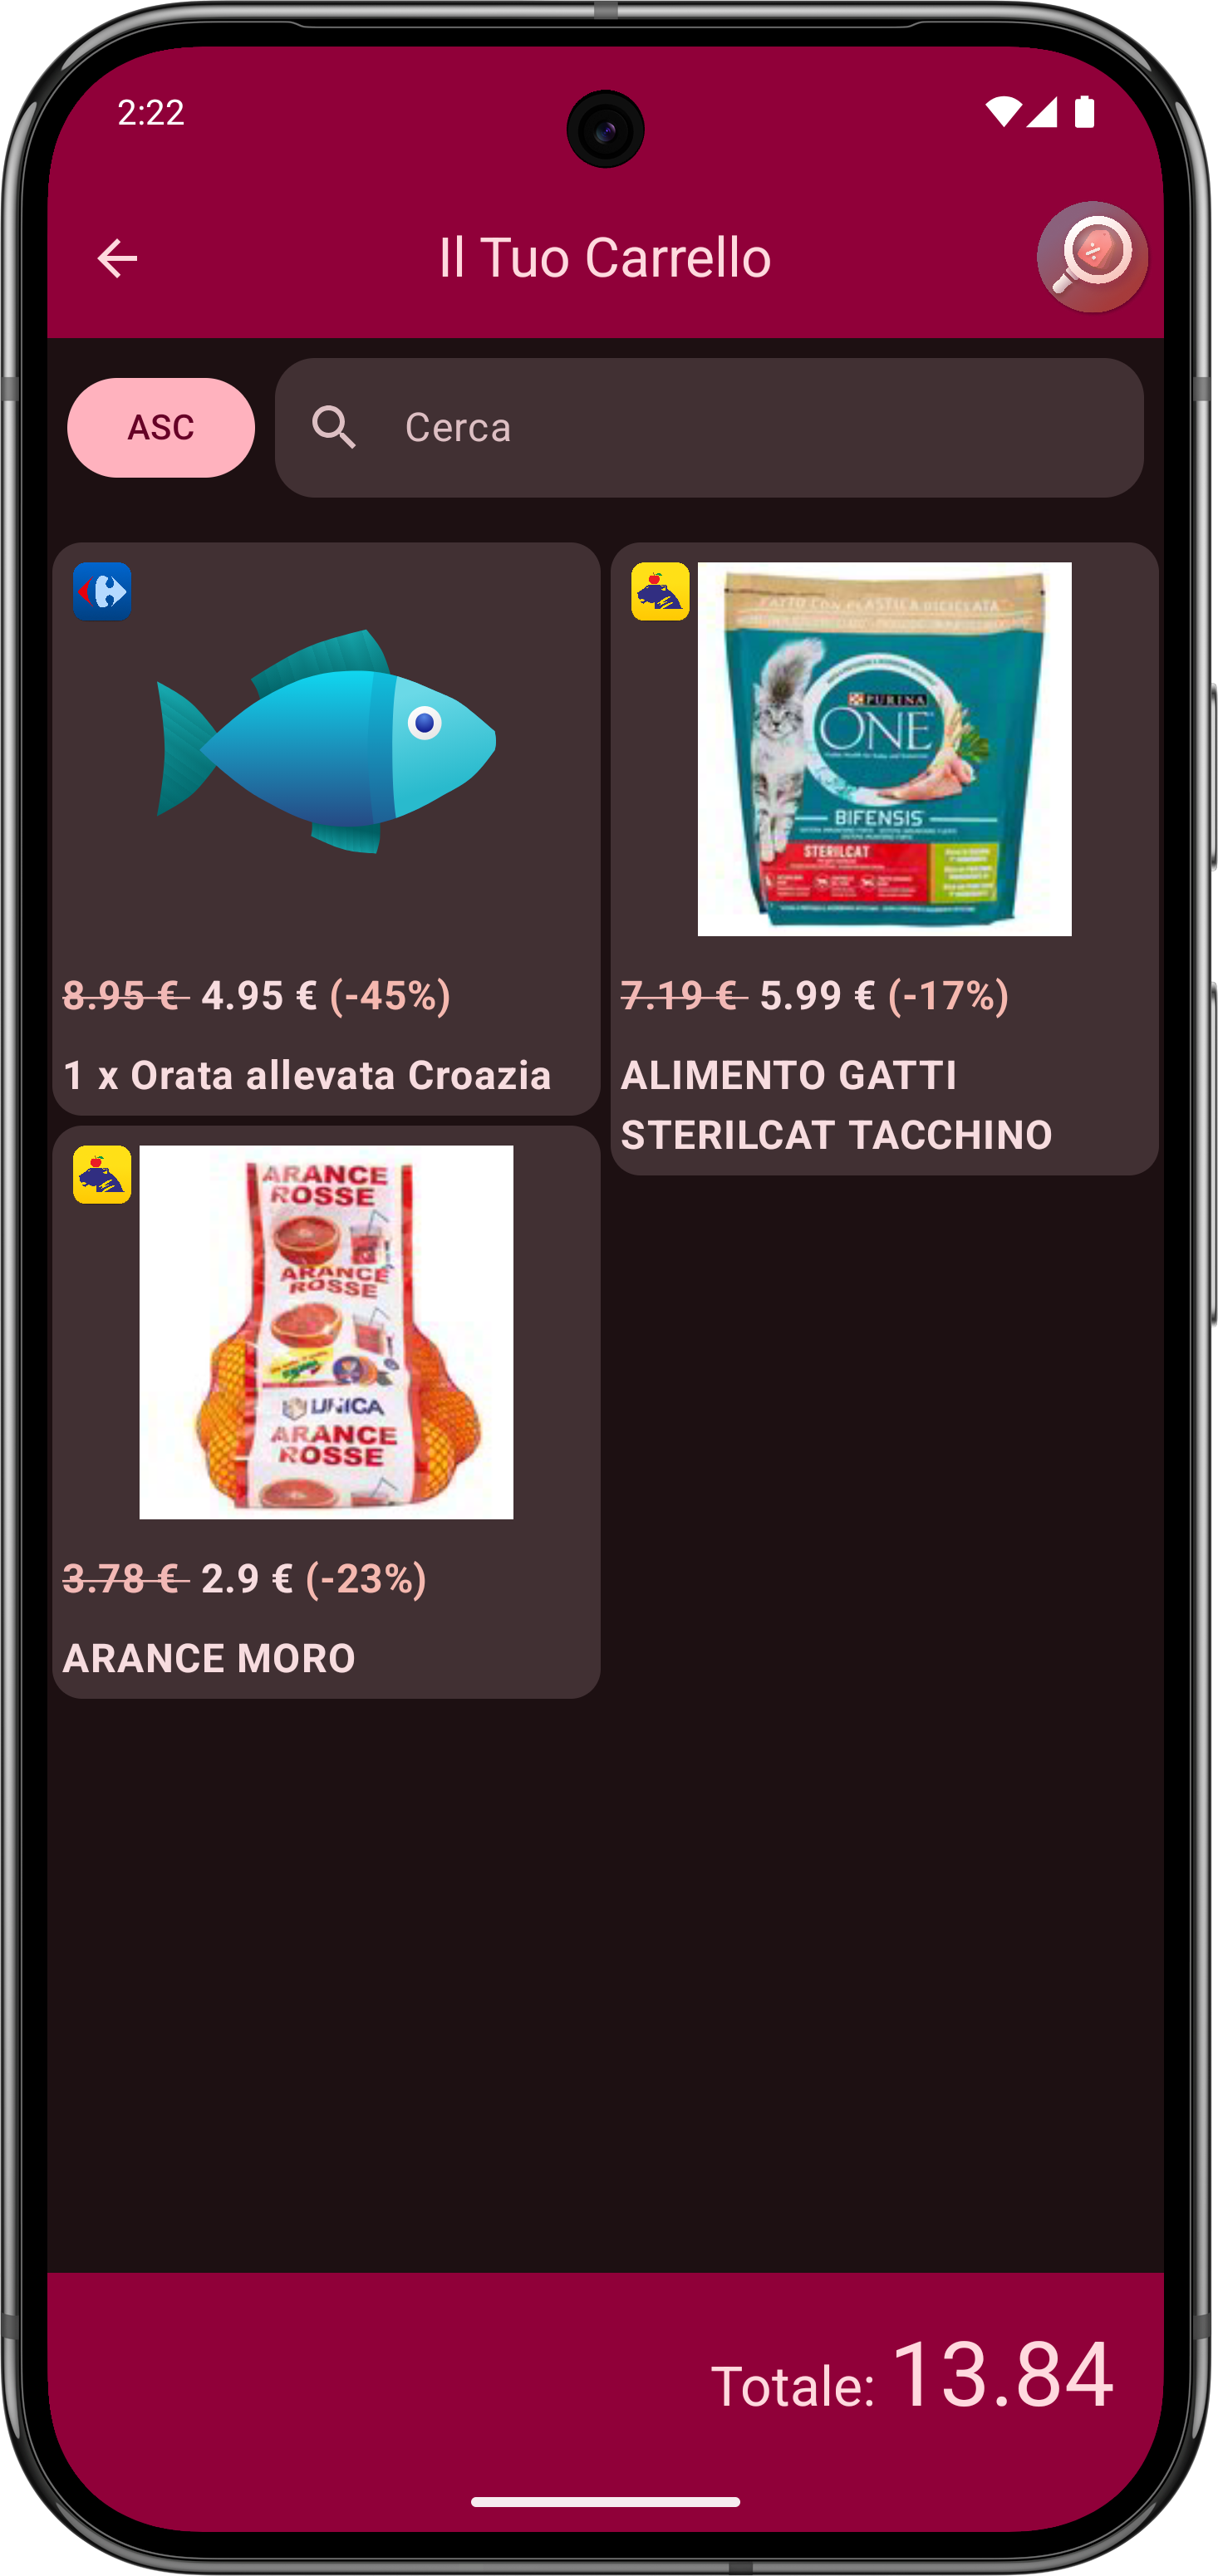 2:22
Il Tuo Carrello
ASC
Cerca
8.95 € 4.95 € (-45%)
1 x Orata allevata Croazia
FATTO CON PLASTICA RICICLATA
PURINA
ONE
BIFENSIS
STERILCAT
7.19 € 5.99 € (-17%)
ALIMENTO GATTI
STERILCAT TACCHINO
ARANCE
ROSSE
ARANCE
ROSSE
UNICA
ARANCE
ROSSE
3.78 € 2.9 € (-23%)
ARANCE MORO
Totale: 13.84